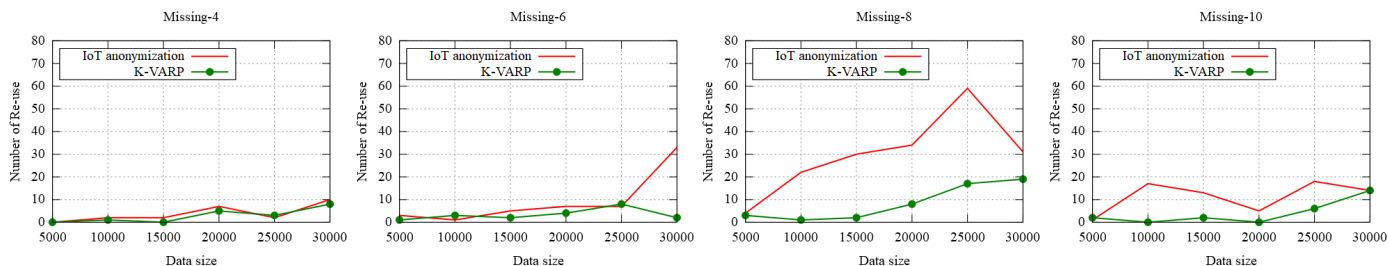 Missing-4
80
70
60
50
40
30
20
10
0
Number of Re-use
IoT anonymization
K-VARP
5000 10000 15000 20000 25000 30000
Data size
Missing-6
80
70
60
50
40
30
20
10
0
Number of Re-use
IoT anonymization
K-VARP
5000 10000 15000 20000 25000 30000
Data size
Missing-8
80
70
60
50
40
30
20
10
0
Number of Re-use
IoT anonymization
K-VARP
5000 10000 15000 20000 25000 30000
Data size
Missing-10
80
70
60
50
40
30
20
10
0
Number of Re-use
IoT anonymization
K-VARP
5000 10000 15000 20000 25000 30000
Data size